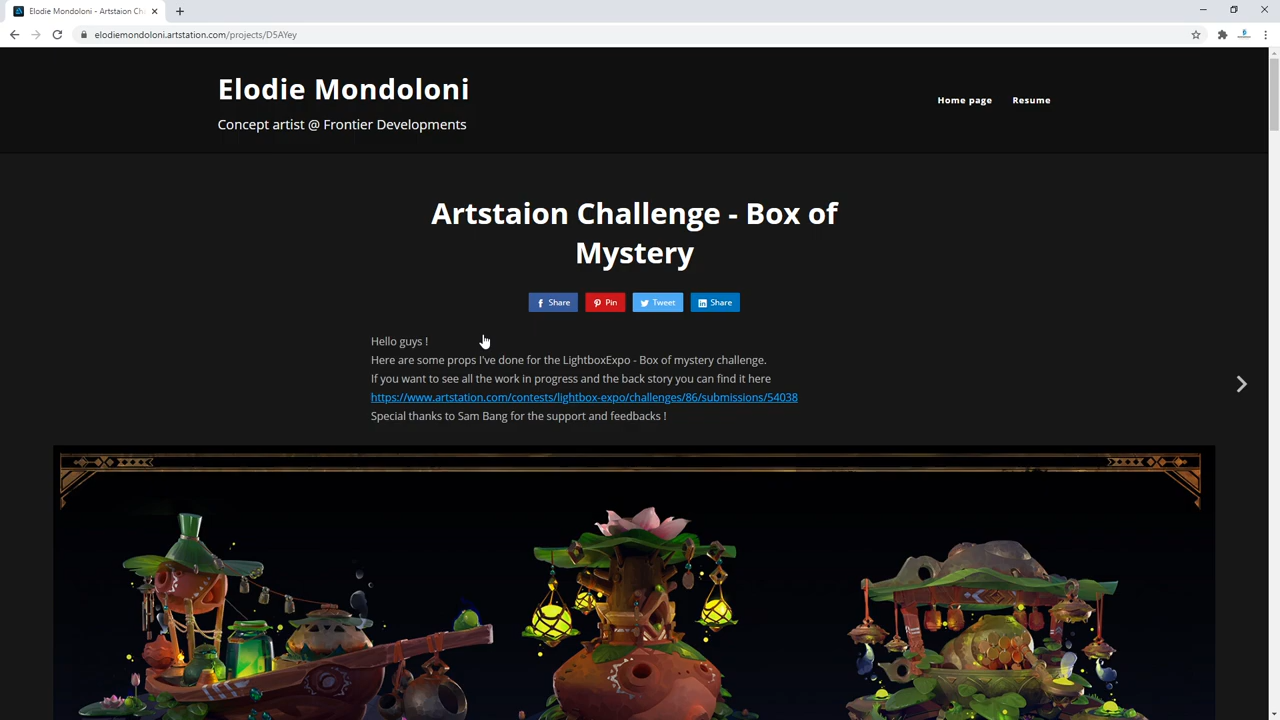 Elodie Mondoloni - Artstaion Ch
elodiemondoloni.artstation.com/projects/D5AYey
Elodie Mondoloni
Concept artist @ Frontier Developments
Home page
Resume
Artstaion Challenge - Box of
Mystery
Share
Pin
Tweet
Share
Hello guys !
Here are some props I've done for the LightboxExpo - Box of mystery challenge.
If you want to see all the work in progress and the back story you can find it here
https://www.artstation.com/contests/lightbox-expo/challenges/86/submissions/54038
Special thanks to Sam Bang for the support and feedbacks !